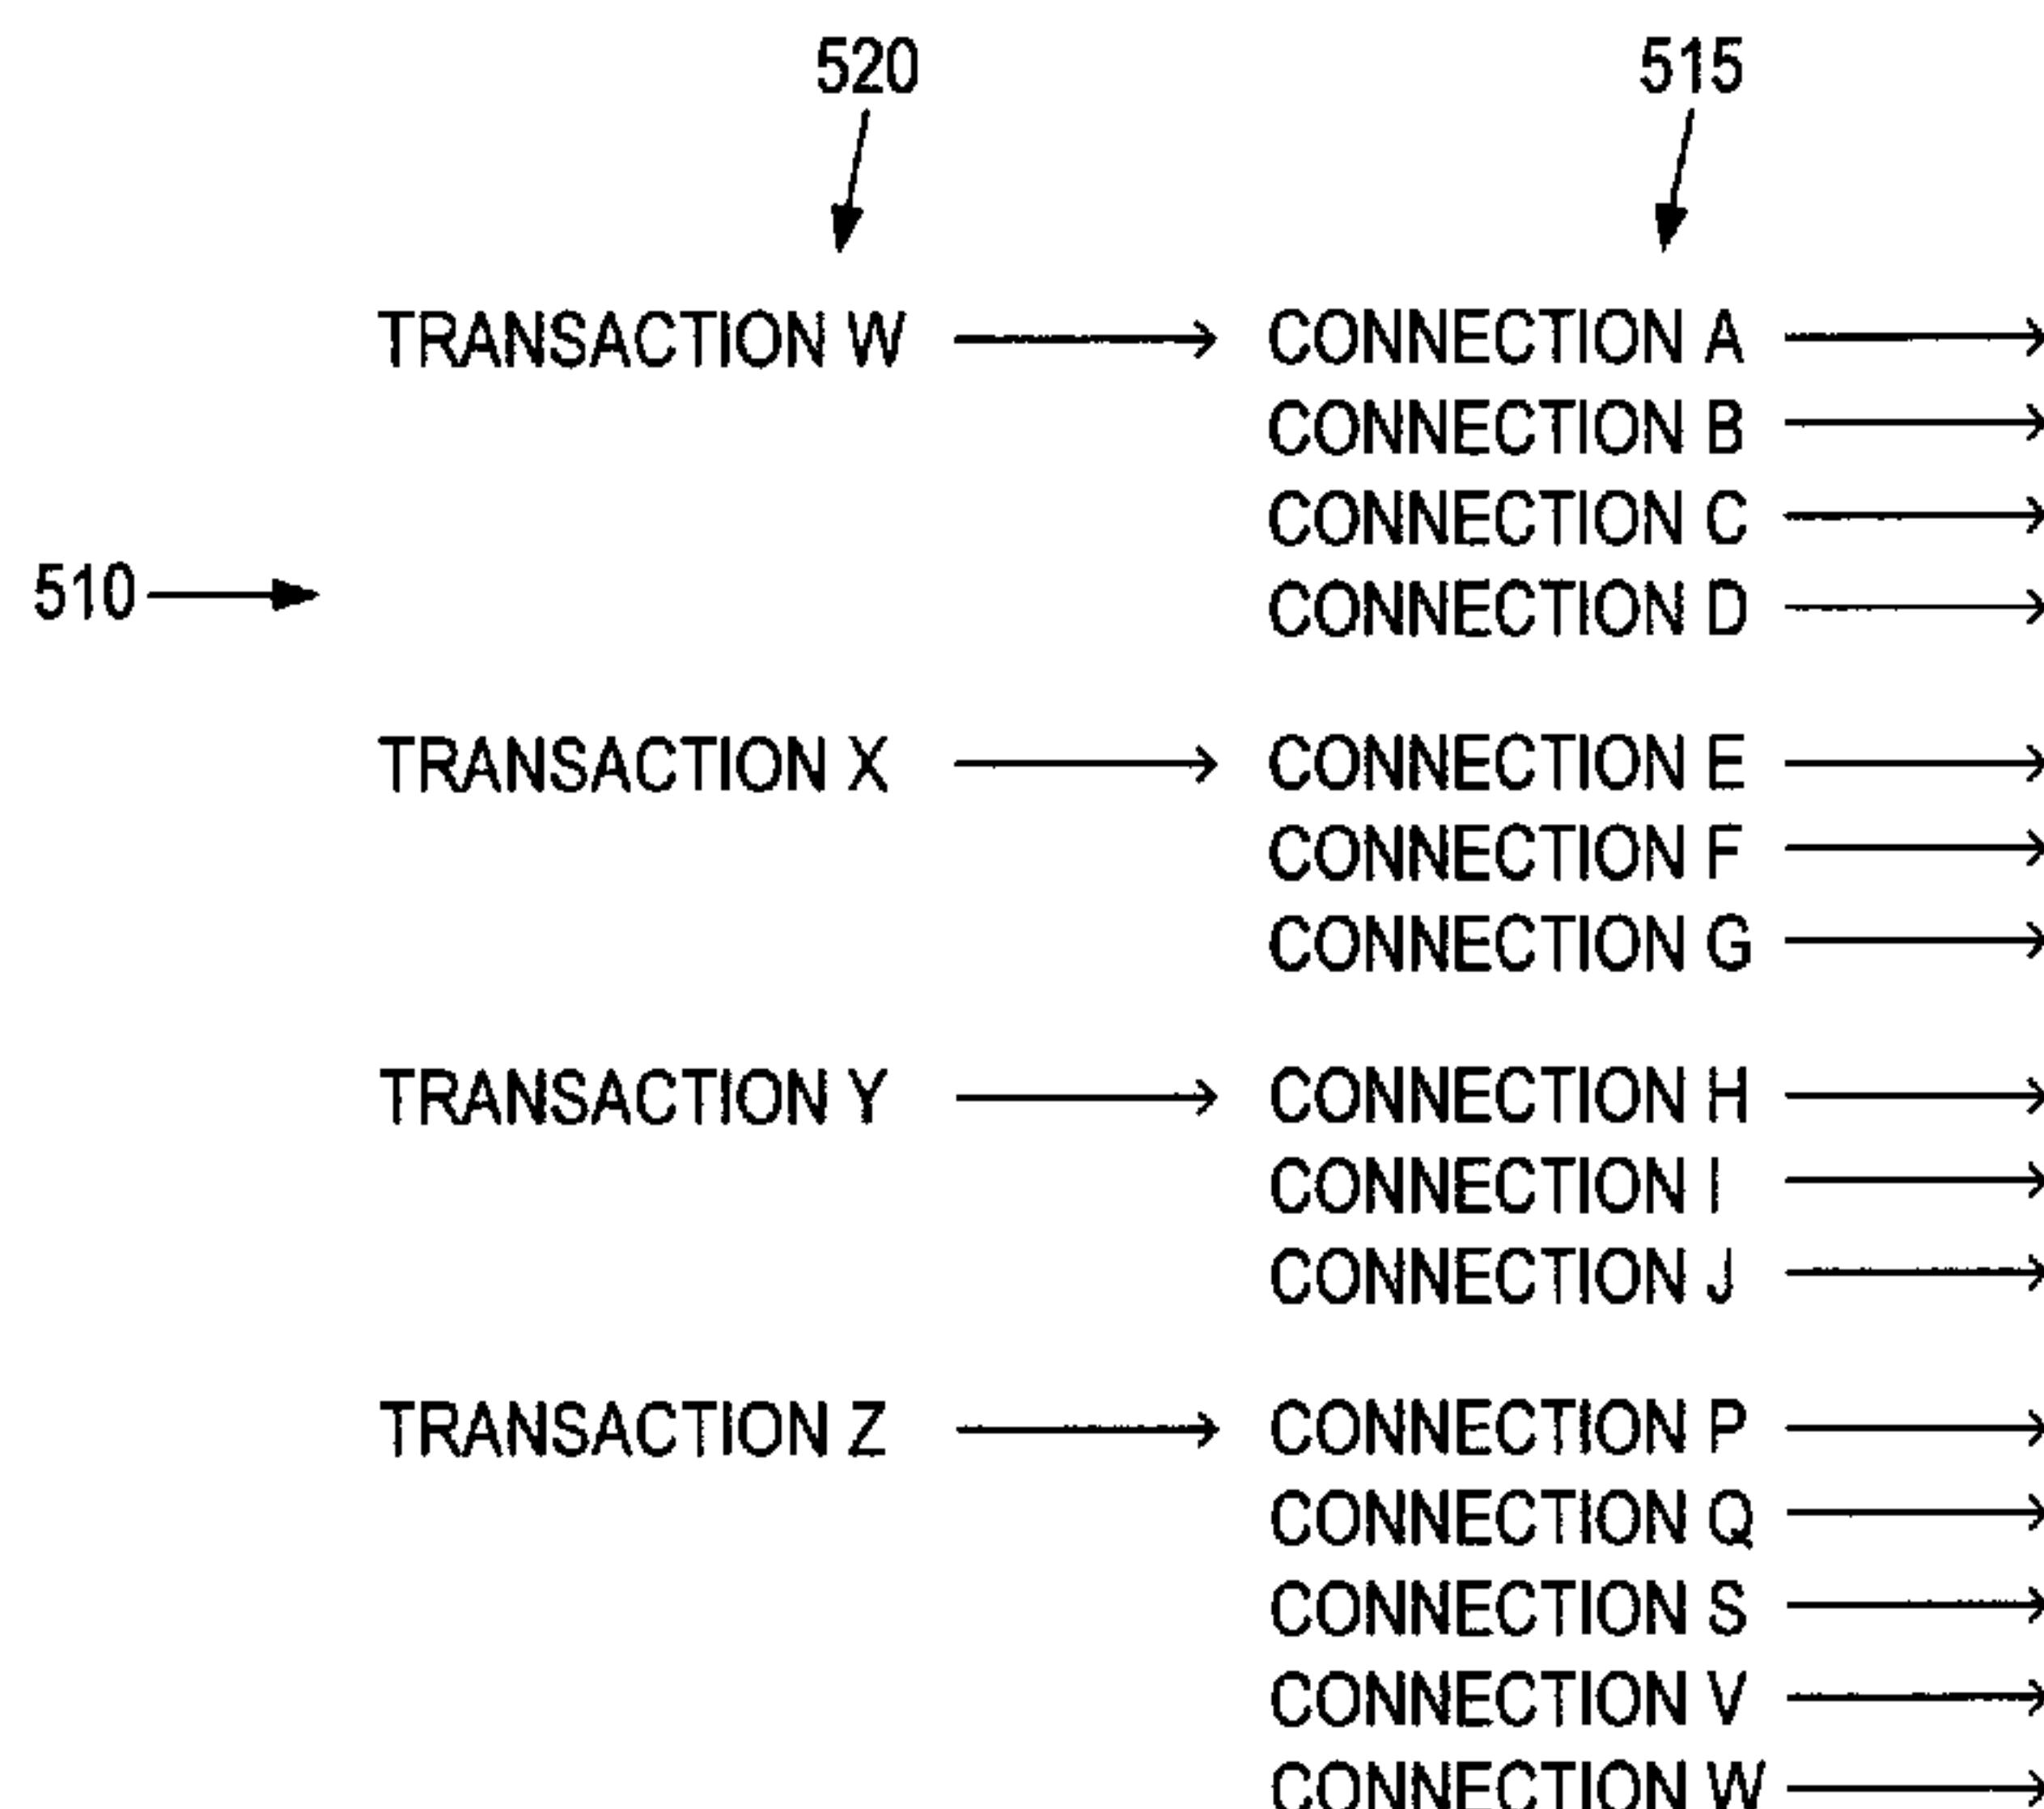 520 515
TRANSACTION W CONNECTION A
CONNECTION B
CONNECTION C
510 CONNECTION D
TRANSACTION X CONNECTION E
CONNECTION F
CONNECTION G
TRANSACTION Y CONNECTION H
CONNECTION I
CONNECTION J
TRANSACTION Z CONNECTION P
CONNECTION Q
CONNECTION S
CONNECTION V
CONNECTION W